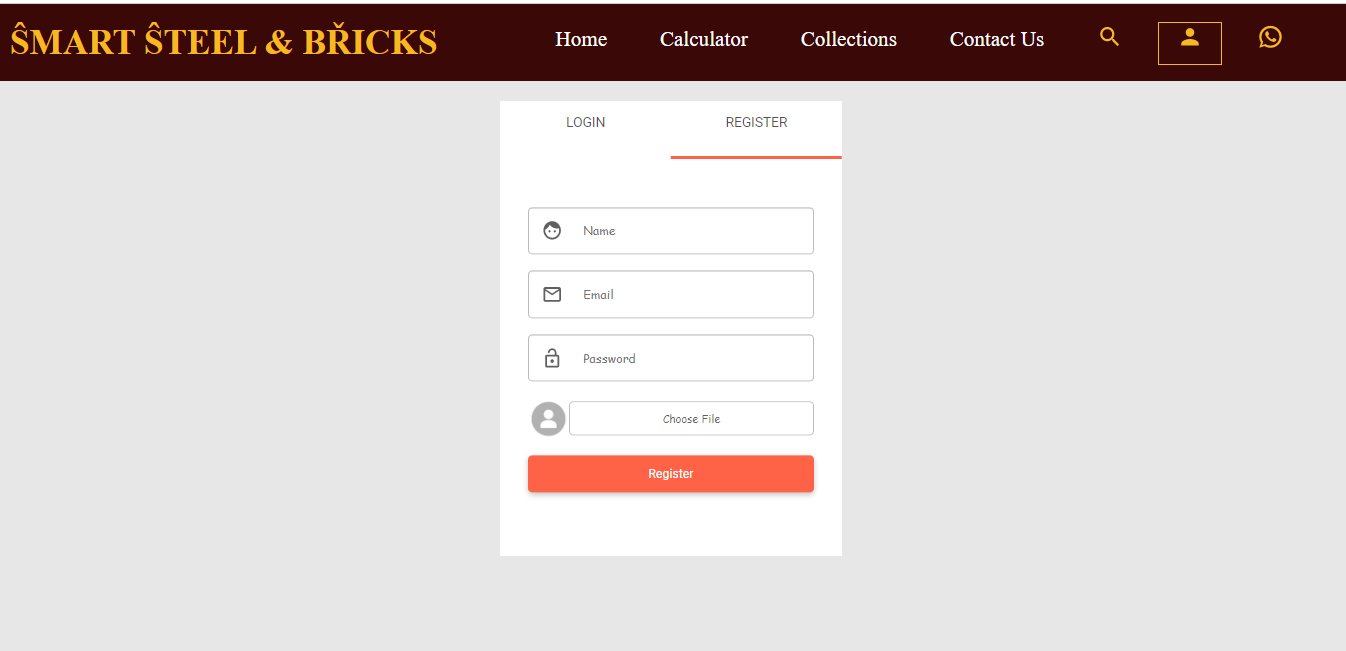 ŜMART ŜTEEL & BŘICKS Home Calculator Collections Contact Us
LOGIN REGISTER
Name
Email
Password
Choose File
Register